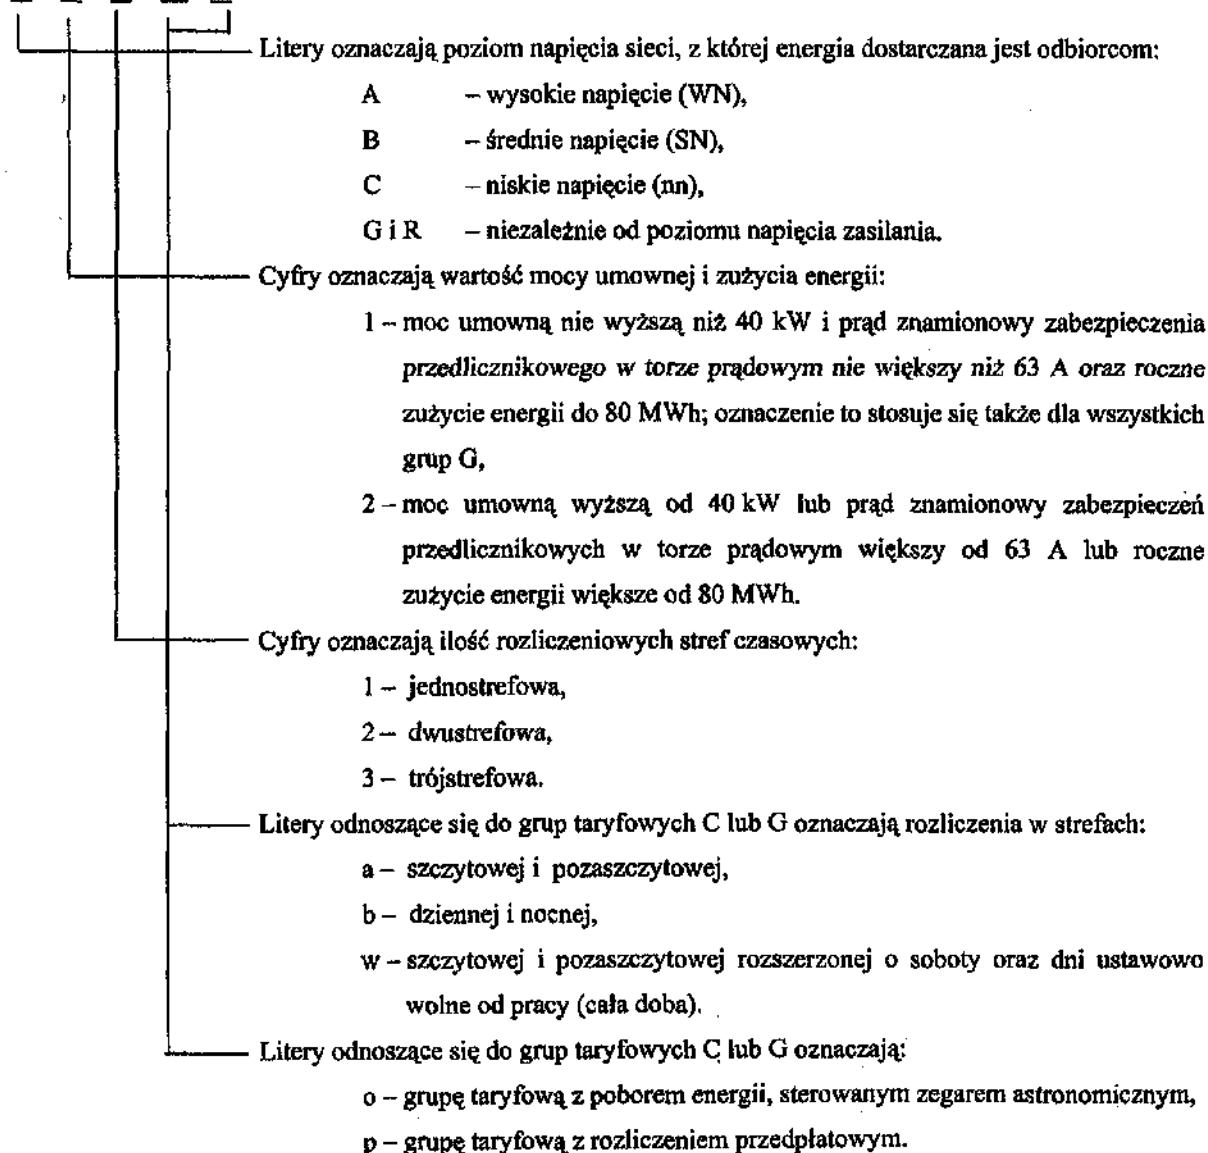 Litery oznaczają poziom napięcia sieci, z której energia dostarczana jest odbiorcom:
A – wysokie napięcie (WN),
B – średnie napięcie (SN),
C – niskie napięcie (nn),
G i R – niezależnie od poziomu napięcia zasilania.
Cyfry oznaczają wartość mocy umownej i zużycia energii:
1 – moc umowną nie wyższą niż 40 kW i prąd znamionowy zabezpieczenia
przedlicznikowego w torze prądowym nie większy niż 63 A oraz roczne
zużycie energii do 80 MWh; oznaczenie to stosuje się także dla wszystkich
grup G,
2 – moc umowną wyższą od 40 kW lub prąd znamionowy zabezpieczeń
przedlicznikowych w torze prądowym większy od 63 A lub roczne
zużycie energii większe od 80 MWh.
Cyfry oznaczają ilość rozliczeniowych stref czasowych:
1 – jednostrefowa,
2 – dwustrefowa,
3 – trójstrefowa.
Litery odnoszące się do grup taryfowych C lub G oznaczają rozliczenia w strefach:
a – szczytowej i pozaszczytowej,
b – dziennej i nocnej,
w – szczytowej i pozaszczytowej rozszerzonej o soboty oraz dni ustawowo
wolne od pracy (cała doba).
Litery odnoszące się do grup taryfowych C lub G oznaczają:
o – grupę taryfową z poborem energii, sterowanym zegarem astronomicznym,
p – grupę taryfową z rozliczeniem przedpłatowym.